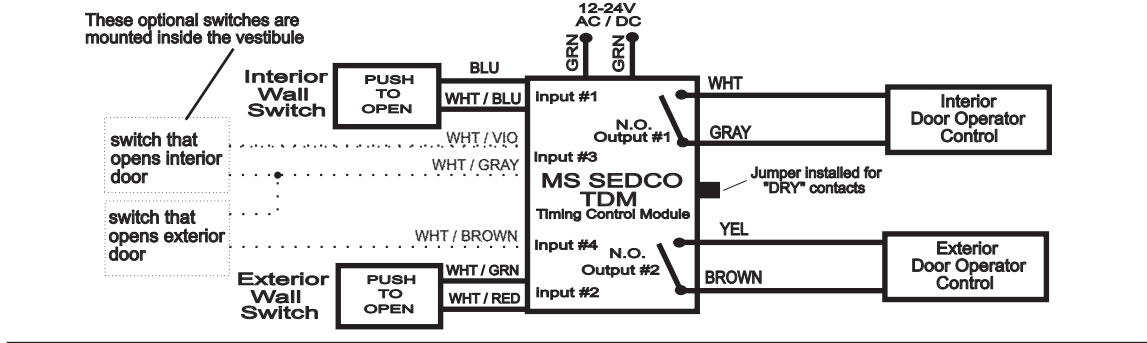 These optional switches are
mounted inside the vestibule
12-24V
AC / DC
GRN
GRN
Interior
Wall
Switch
PUSH
TO
OPEN
BLU
WHT / BLU
Input #1
N.O.
Output #1
WHT
GRAY
Interior
Door Operator
Control
switch that
opens interior
door
WHT / VIO
WHT / GRAY
Input #3
MS SEDCO
TDM
Timing Control Module
Jumper installed for
"DRY" contacts
switch that
opens exterior
door
WHT / BROWN
Input #4
N.O.
Output #2
YEL
BROWN
Exterior
Door Operator
Control
Exterior
Wall
Switch
PUSH
TO
OPEN
WHT / GRN
WHT / RED
Input #2